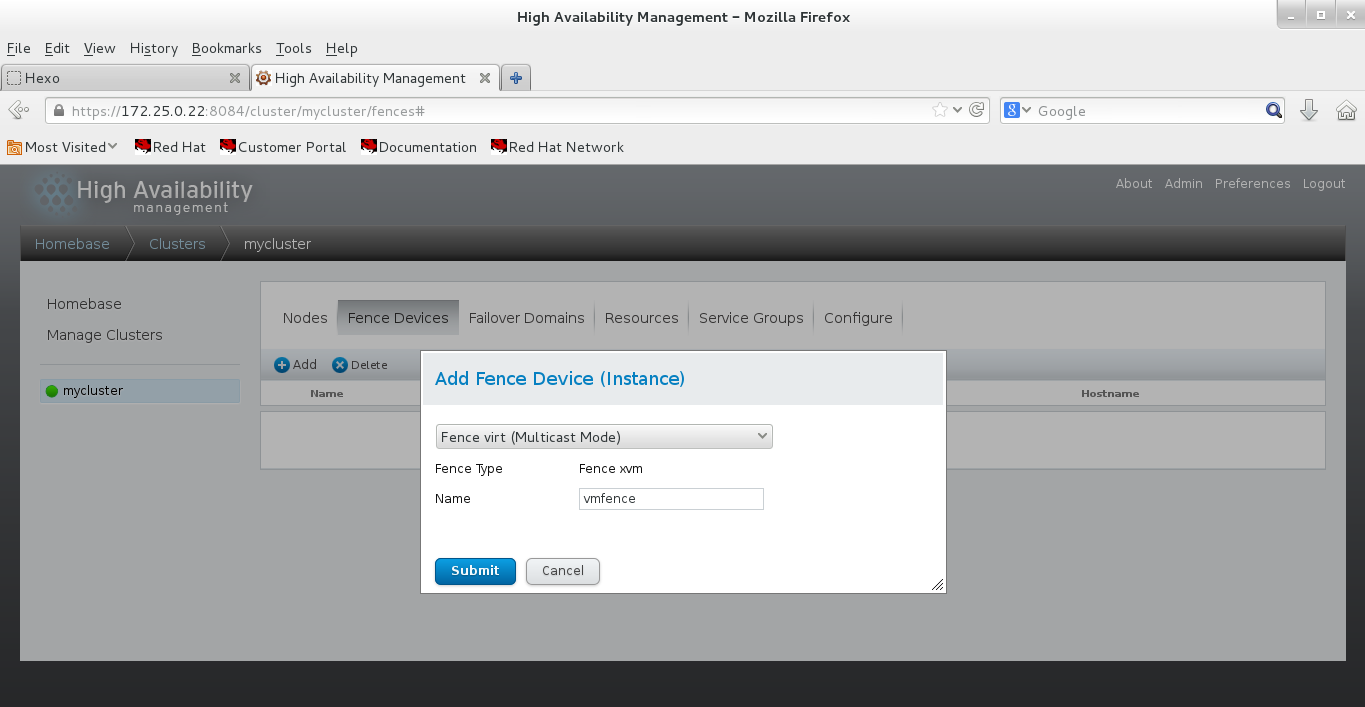 High Availability Management - Mozilla Firefox
File Edit View History Bookmarks Tools Help
Hexo
High Availability Management
https://172.25.0.22:8084/cluster/mycluster/fences#
Google
Most Visited
Red Hat
Customer Portal
Documentation
Red Hat Network
High Availability
management
About Admin Preferences Logout
Homebase Clusters mycluster
Homebase
Manage Clusters
mycluster
Nodes Fence Devices Failover Domains Resources Service Groups Configure
Add Delete
Name Hostname
Add Fence Device (Instance)
Fence virt (Multicast Mode)
Fence Type Fence xvm
Name vmfence
Submit Cancel